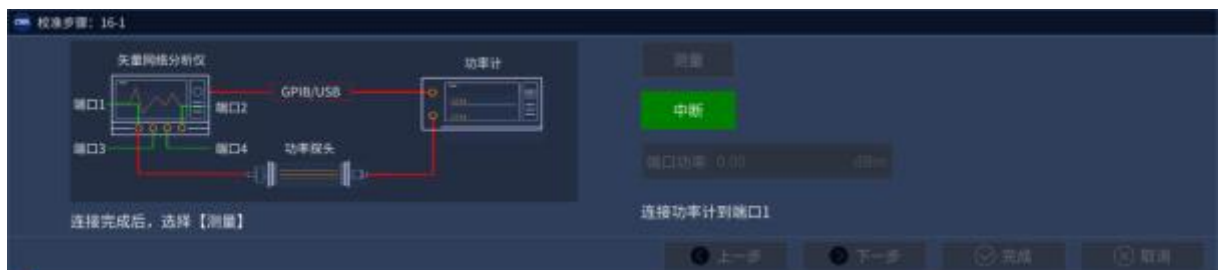 校准步骤：16-1
矢量网络分析仪
功率计
GPIB/USB
端口1
端口2
端口3
端口4
功率探头
连接完成后，选择【测量】
测量
中断
端口功率 0.00 dBm
连接功率计到端口1
上一步
下一步
完成
取消